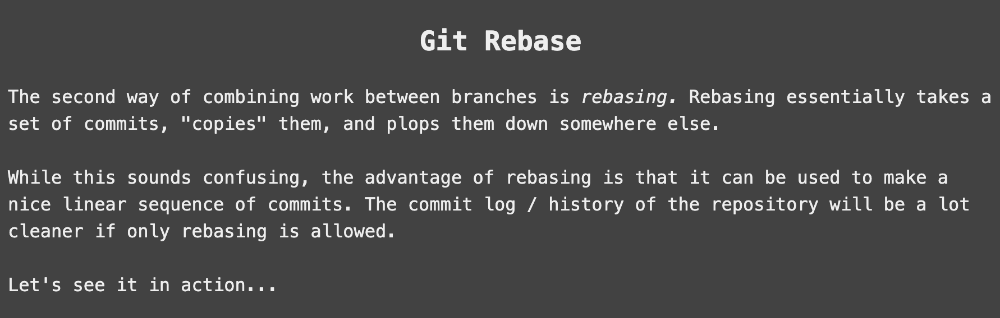 Git Rebase
The second way of combining work between branches is rebasing. Rebasing essentially takes a
set of commits, "copies" them, and plops them down somewhere else.
While this sounds confusing, the advantage of rebasing is that it can be used to make a
nice linear sequence of commits. The commit log / history of the repository will be a lot
cleaner if only rebasing is allowed.
Let's see it in action...